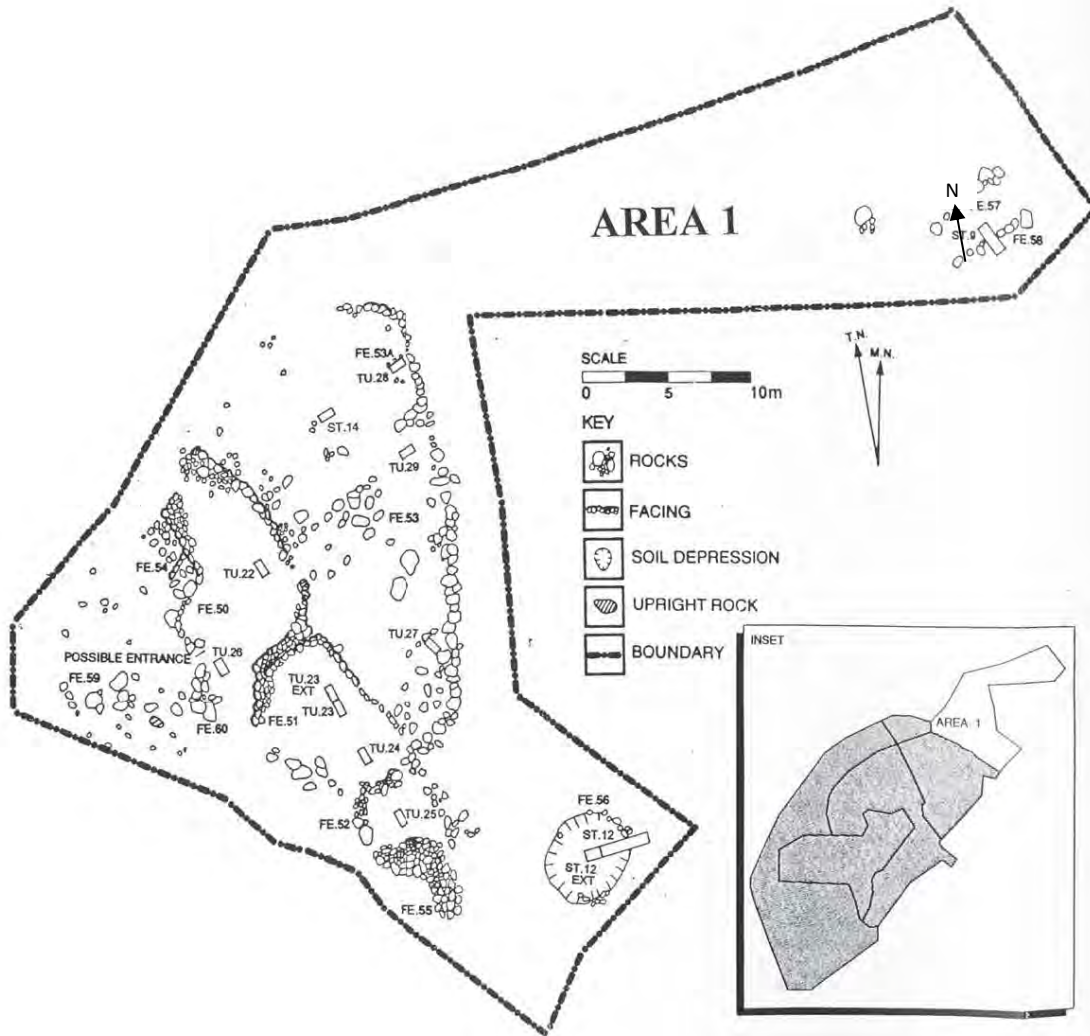 AREA 1
N
E.57
ST.9
FE.58
T.N.
M.N.
SCALE
0 5 10m
KEY
ROCKS
FACING
SOIL DEPRESSION
UPRIGHT ROCK
BOUNDARY
FE.53A
TU.28
ST.14
TU.29
FE.53
FE.54
TU.22
FE.50
TU.27
POSSIBLE ENTRANCE
TU.26
FE.59
TU.23
EXT
TU.23
FE.51
FE.60
TU.24
FE.52
TU.25
FE.55
FE.56
ST.12
ST.12
EXT
INSET
AREA 1